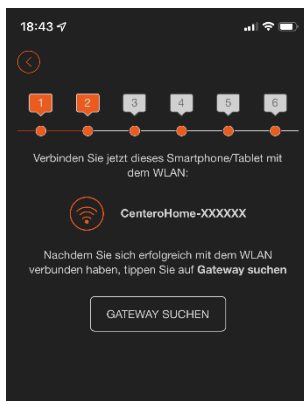 18:43
1 2 3 4 5 6
Verbinden Sie jetzt dieses Smartphone/Tablet mit
dem WLAN:
CenteroHome-XXXXXX
Nachdem Sie sich erfolgreich mit dem WLAN
verbunden haben, tippen Sie auf Gateway suchen
GATEWAY SUCHEN